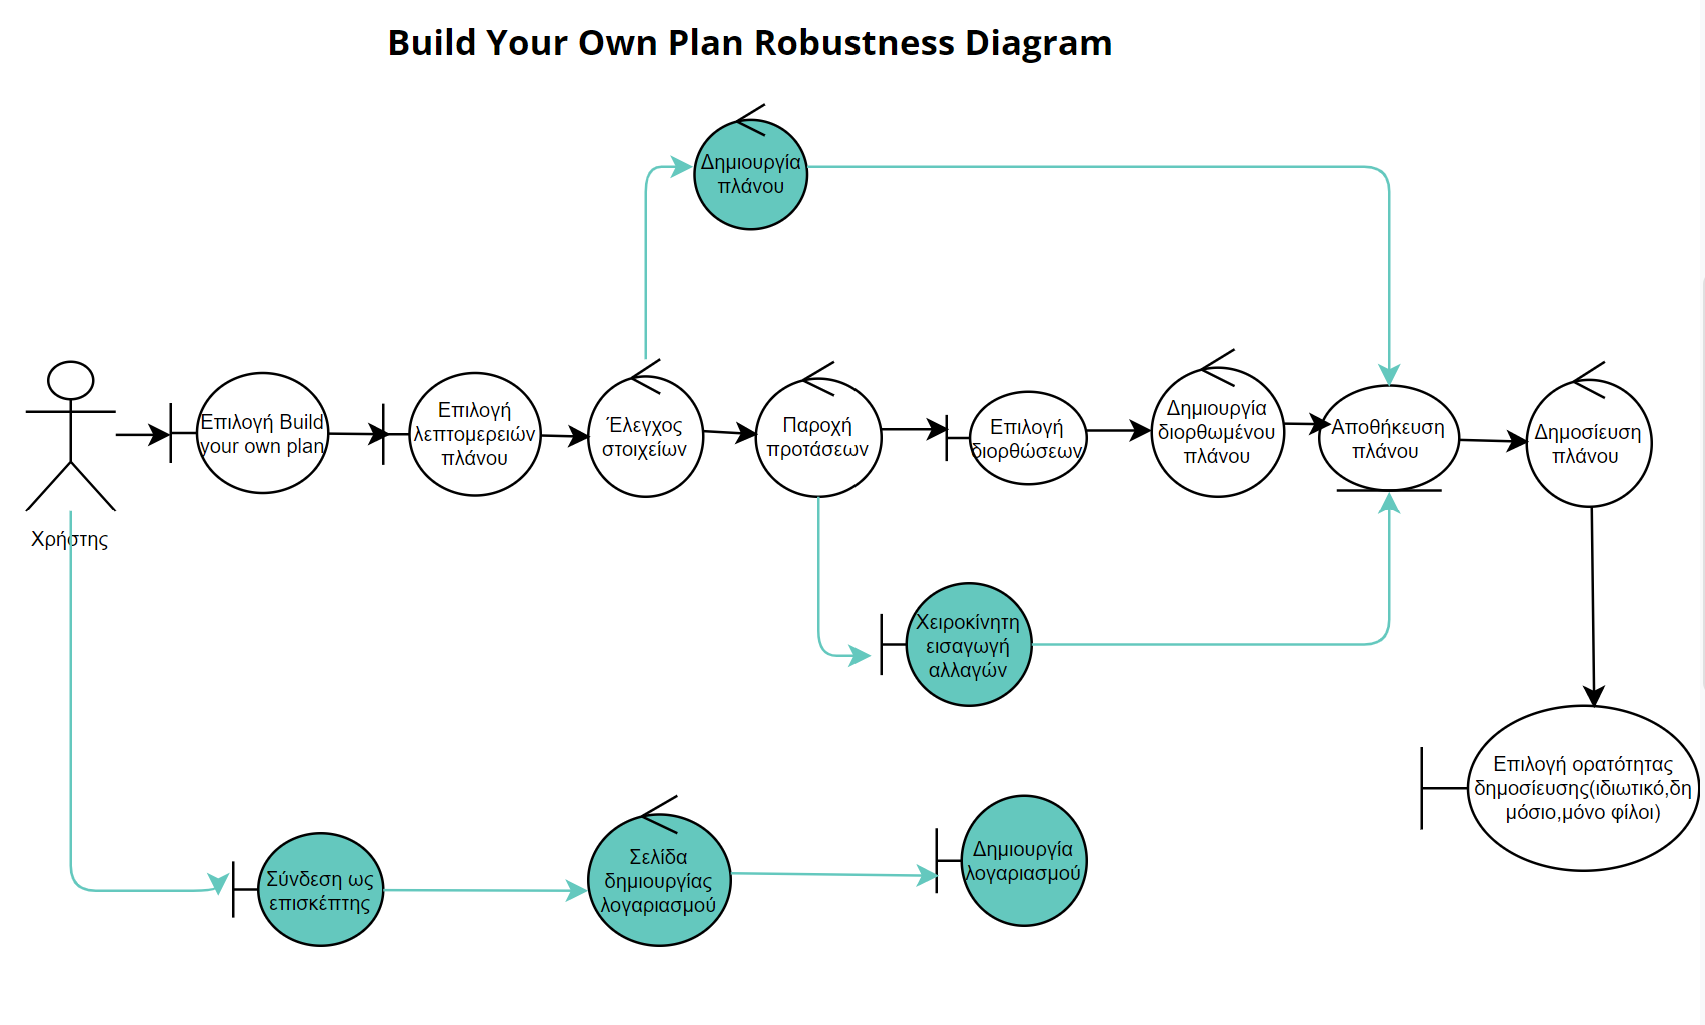 Build Your Own Plan Robustness Diagram
Δημιουργία
πλάνου
Χρήστης
Επιλογή Build
your own plan
Επιλογή
λεπτομερειών
πλάνου
Έλεγχος
στοιχείων
Παροχή
προτάσεων
Επιλογή
διορθώσεων
Δημιουργία
διορθωμένου
πλάνου
Αποθήκευση
πλάνου
Δημοσίευση
πλάνου
Χειροκίνητη
εισαγωγή
αλλαγών
Επιλογή ορατότητας
δημοσίευσης(ιδιωτικό,δη
μόσιο,μόνο φίλοι)
Σύνδεση ως
επισκέπτης
Σελίδα
δημιουργίας
λογαριασμού
Δημιουργία
λογαριασμού